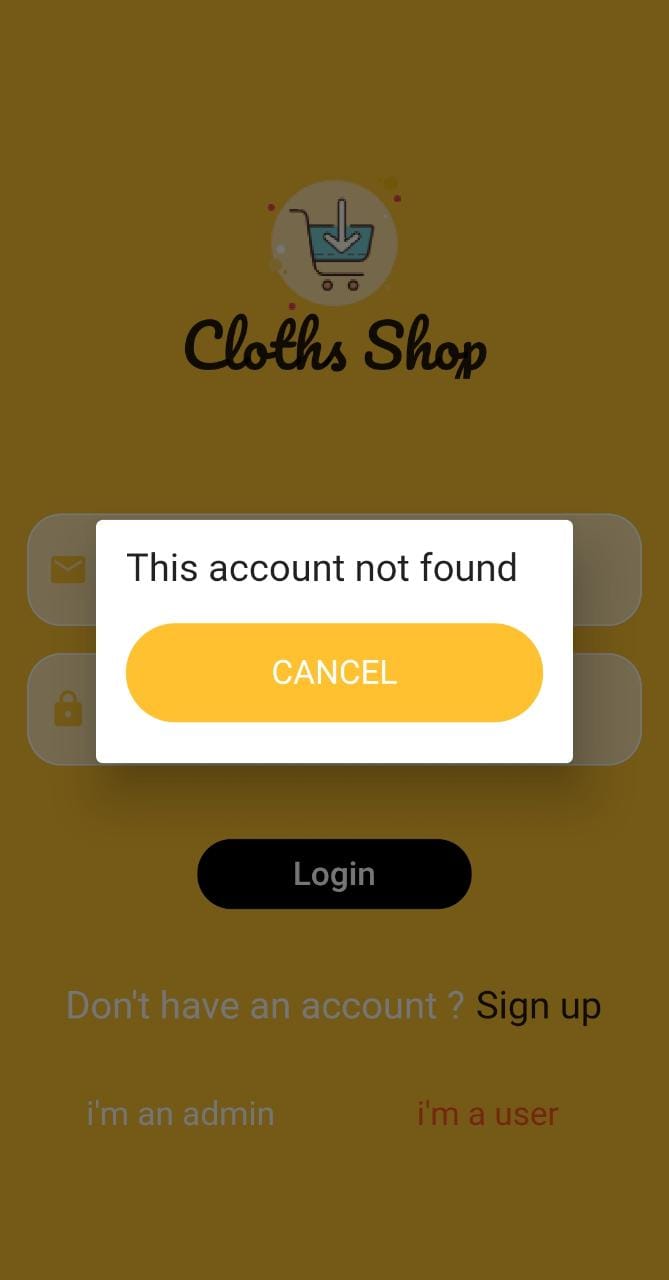 Cloths Shop
This account not found
CANCEL
Login
Don't have an account ? Sign up
i'm an admin
i'm a user